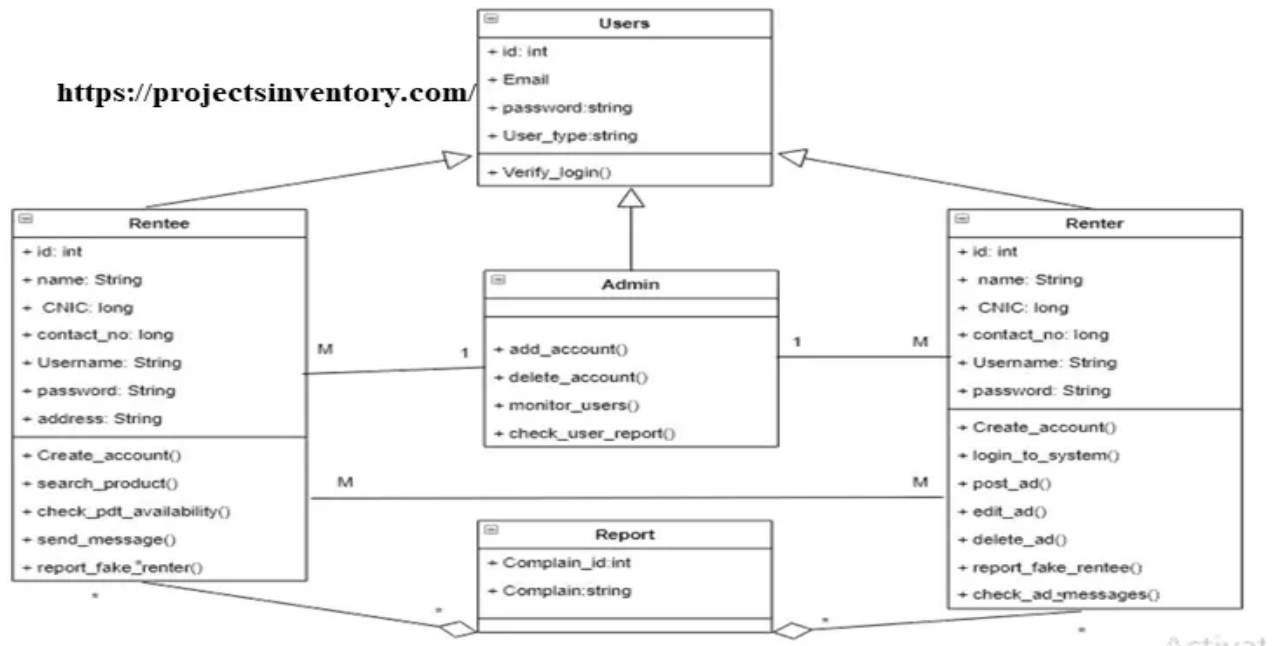 Users
+ id: int
+ Email
+ password:string
+ User_type:string
+ Verify_login()
https://projectsinventory.com/
Rentee
+ id: int
+ name: String
+ CNIC: long
+ contact_no: long
+ Username: String
+ password: String
+ address: String
+ Create_account()
+ search_product()
+ check_pdt_availability()
+ send_message()
+ report_fake_renter()
Admin
+ add_account()
+ delete_account()
+ monitor_users()
+ check_user_report()
Renter
+ id: int
+ name: String
+ CNIC: long
+ contact_no: long
+ Username: String
+ password: String
+ Create_account()
+ login_to_system()
+ post_ad()
+ edit_ad()
+ delete_ad()
+ report_fake_rentee()
+ check_ad_messages()
M 1
1 M
M M
Report
+ Complain_id:int
+ Complain:string
* *
* *
Activat